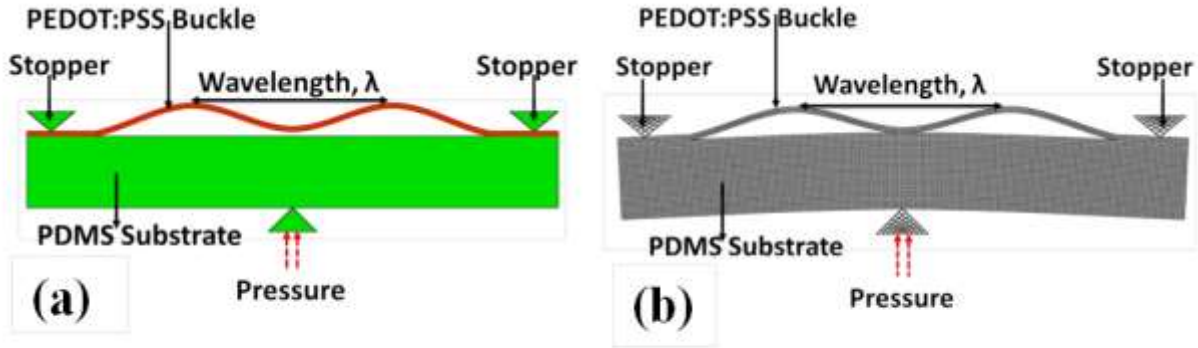 PEDOT:PSS Buckle
Stopper
Wavelength, λ
Stopper
PDMS Substrate
Pressure
(a)
PEDOT:PSS Buckle
Stopper
Wavelength, λ
Stopper
PDMS Substrate
Pressure
(b)